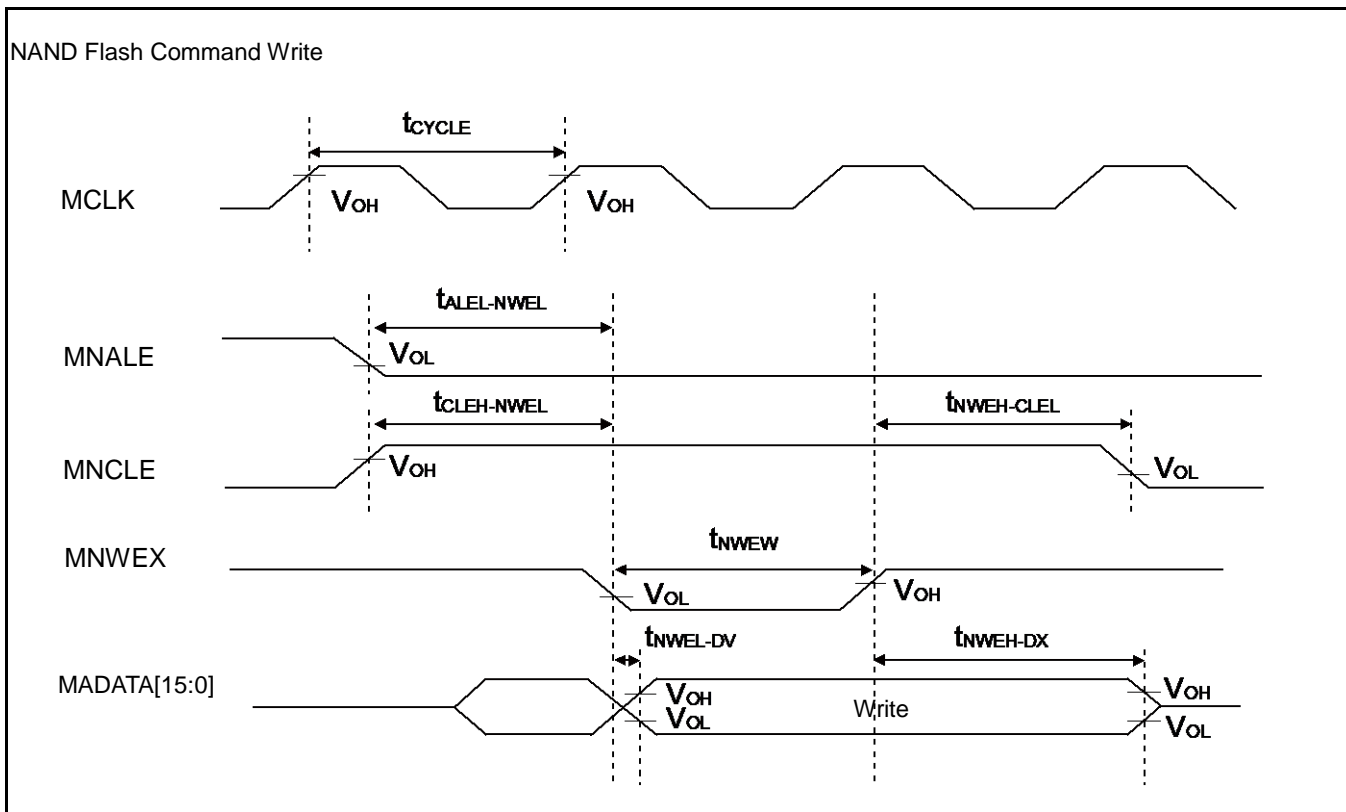 NAND Flash Command Write
tCYCLE
MCLK
VOH VOH
tALEL-NWEL
MNALE
VOL
tCLEH-NWEL tNWEH-CLEL
MNCLE
VOH VOL
MNWEX
tNWEW
VOL VOH
tNWEL-DV tNWEH-DX
MADATA[15:0]
VOH Write VOH
VOL VOL